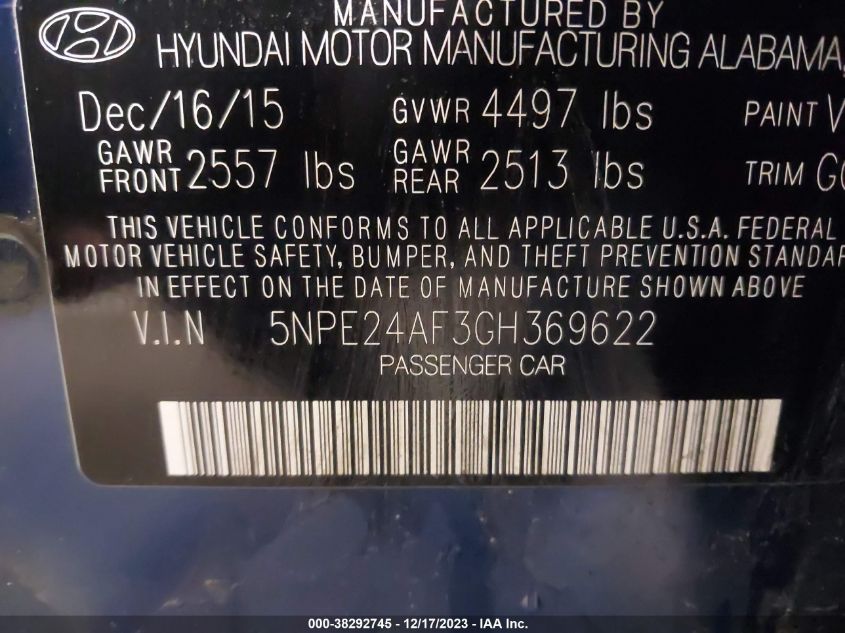 MANUFACTURED BY
HYUNDAI MOTOR MANUFACTURING ALABAMA,
Dec/16/15 GVWR 4497 lbs PAINT
GAWR FRONT 2557 lbs GAWR REAR 2513 lbs TRIM
THIS VEHICLE CONFORMS TO ALL APPLICABLE U.S.A. FEDERAL
MOTOR VEHICLE SAFETY, BUMPER, AND THEFT PREVENTION STANDAR
IN EFFECT ON THE DATE OF MANUFACTURE SHOWN ABOVE
V.I.N 5NPE24AF3GH369622
PASSENGER CAR
000-38292745 - 12/17/2023 - IAA Inc.